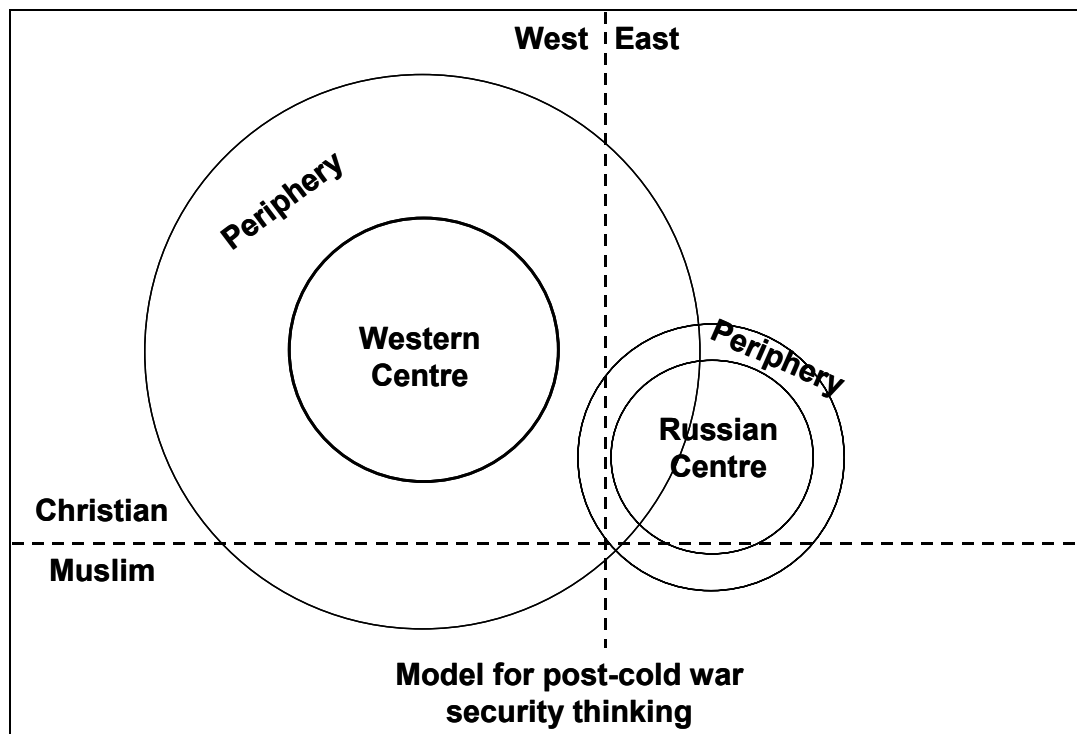 West East
Periphery
Western
Centre
Periphery
Russian
Centre
Christian
Muslim
Model for post-cold war
security thinking